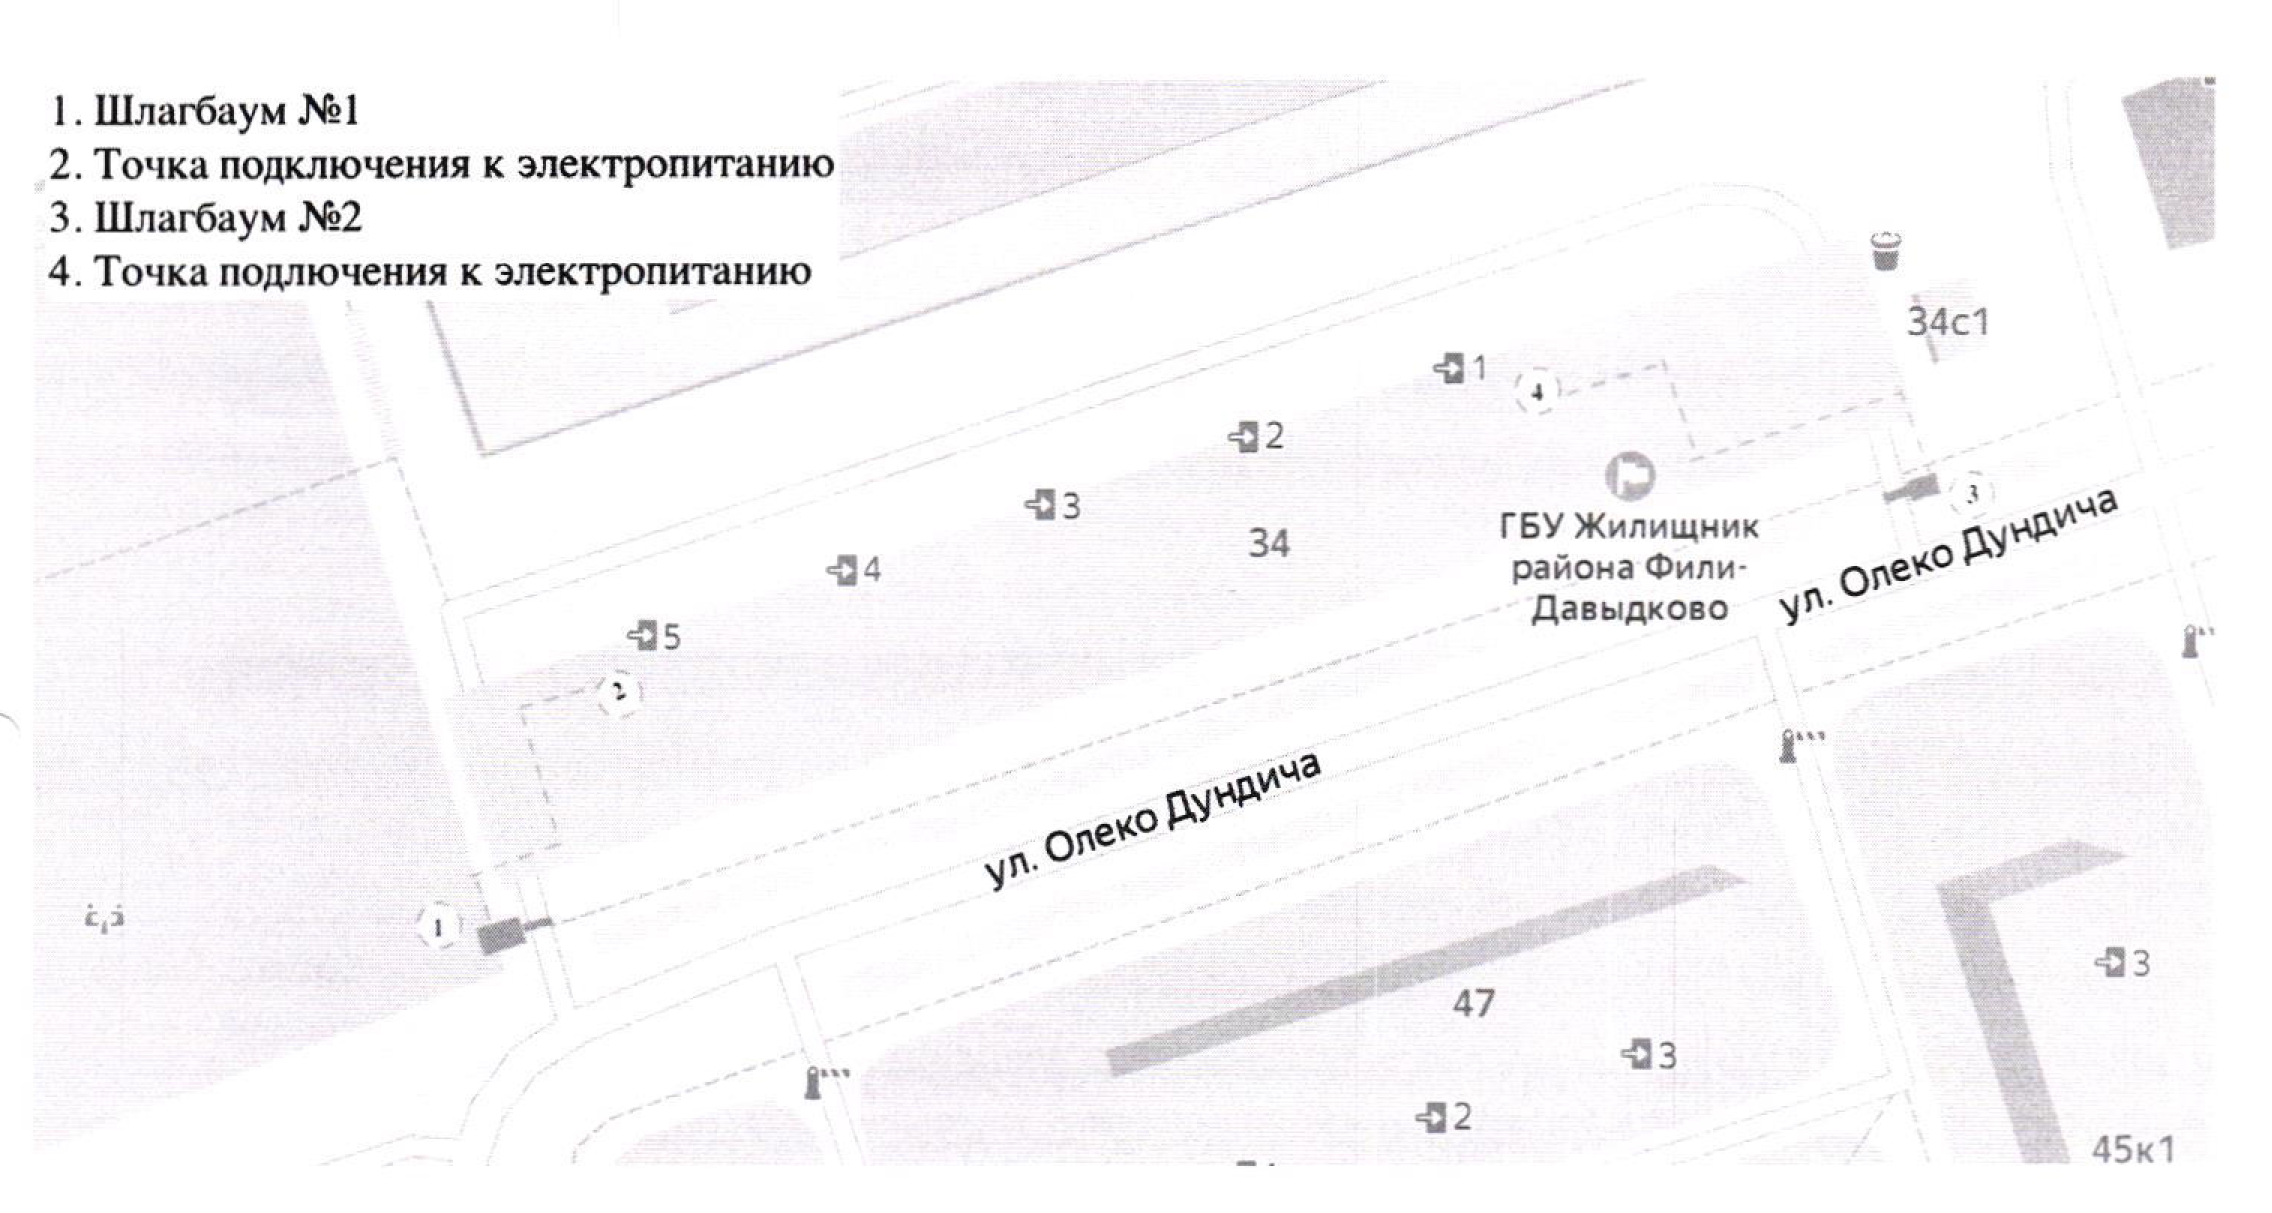 1. Шлагбаум №1
2. Точка подключения к электропитанию
3. Шлагбаум №2
4. Точка подлючения к электропитанию
34с1
1
4
2
3
3
34
ГБУ Жилищник
района Фили-
Давыдково
ул. Олеко Дундича
4
5
2
ул. Олеко Дундича
1
47
3
3
2
45к1